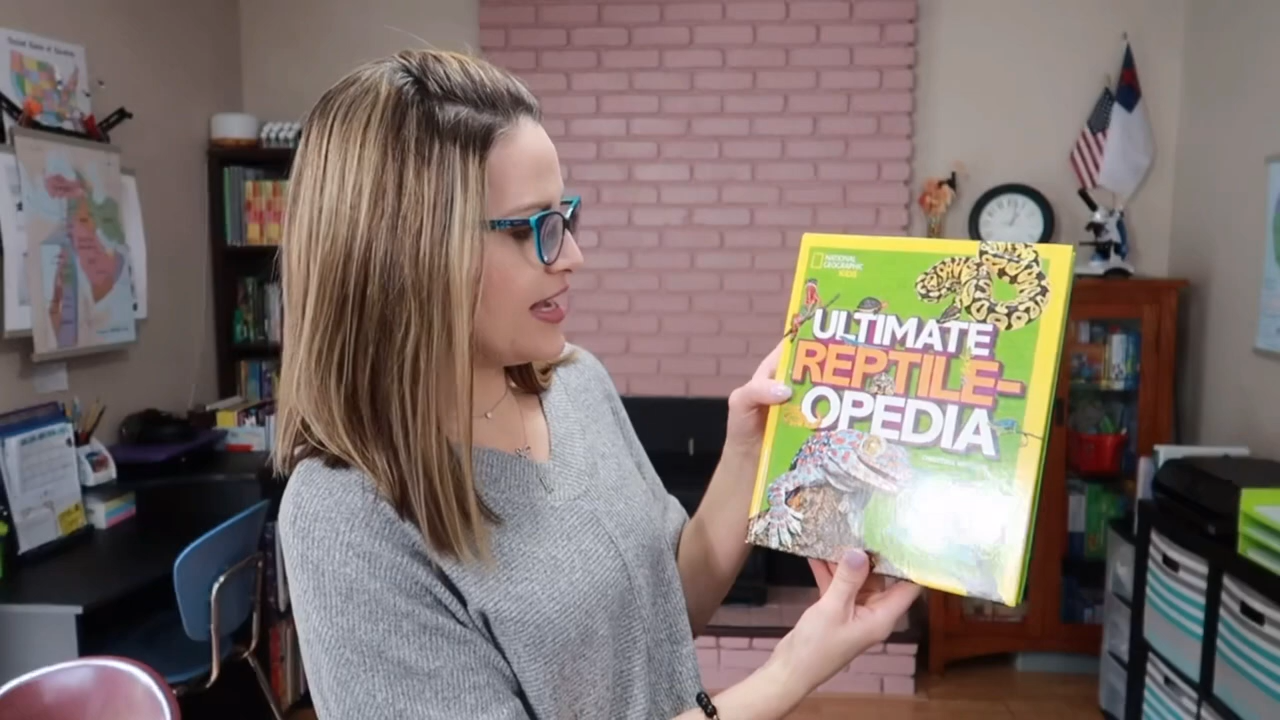 NATIONAL
GEOGRAPHIC
KiDS
ULTIMATE
REPTILE-
OPEDIA